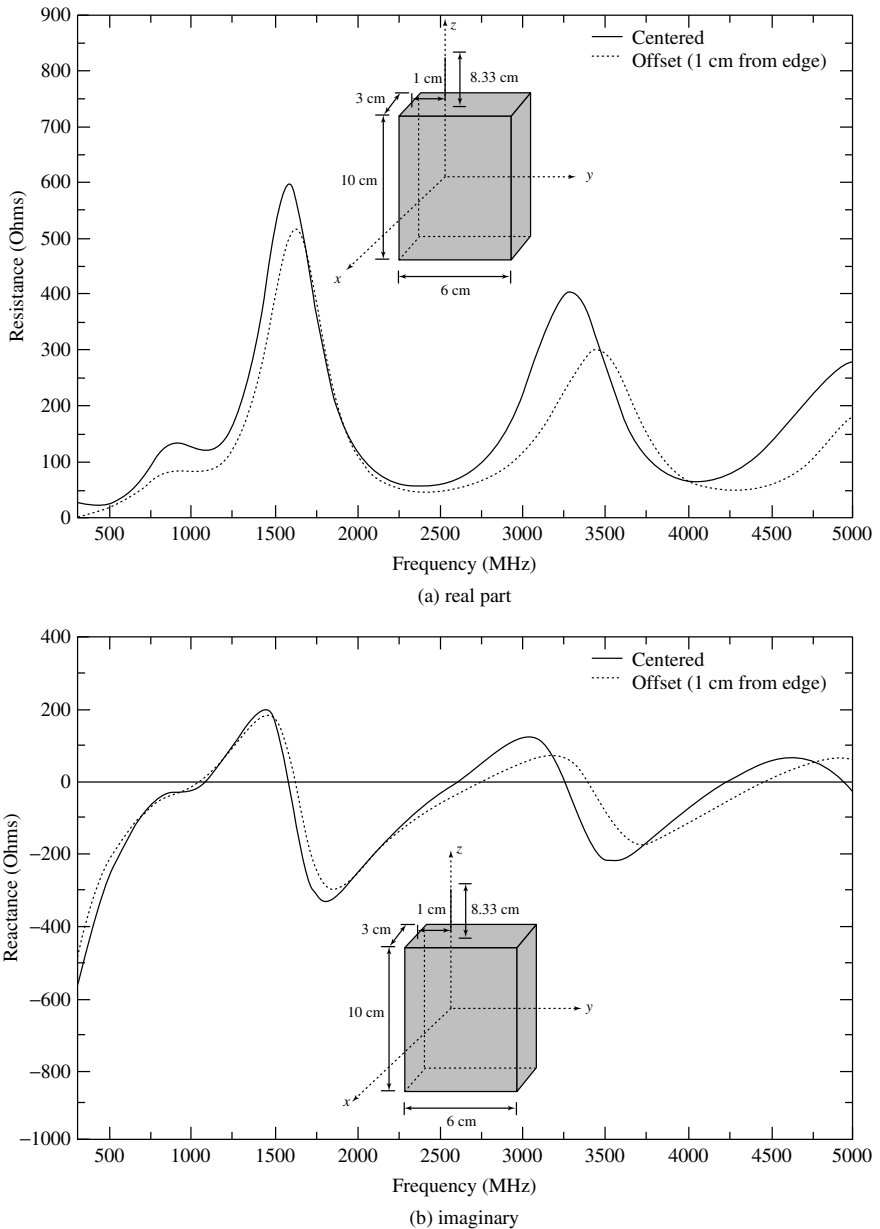 900
800
700
600
500
400
300
200
100
0
Resistance (Ohms)
Centered
Offset (1 cm from edge)
z
1 cm
8.33 cm
3 cm
10 cm
y
x
6 cm
500 1000 1500 2000 2500 3000 3500 4000 4500 5000
Frequency (MHz)
(a) real part
400
200
0
−200
−400
−600
−800
−1000
Reactance (Ohms)
Centered
Offset (1 cm from edge)
z
1 cm
8.33 cm
3 cm
10 cm
y
x
6 cm
500 1000 1500 2000 2500 3000 3500 4000 4500 5000
Frequency (MHz)
(b) imaginary